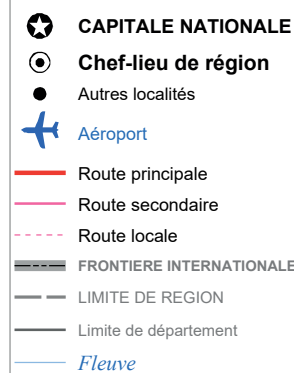 CAPITALE NATIONALE
Chef-lieu de région
Autres localités
Aéroport
Route principale
Route secondaire
Route locale
FRONTIERE INTERNATIONALE
LIMITE DE REGION
Limite de département
Fleuve